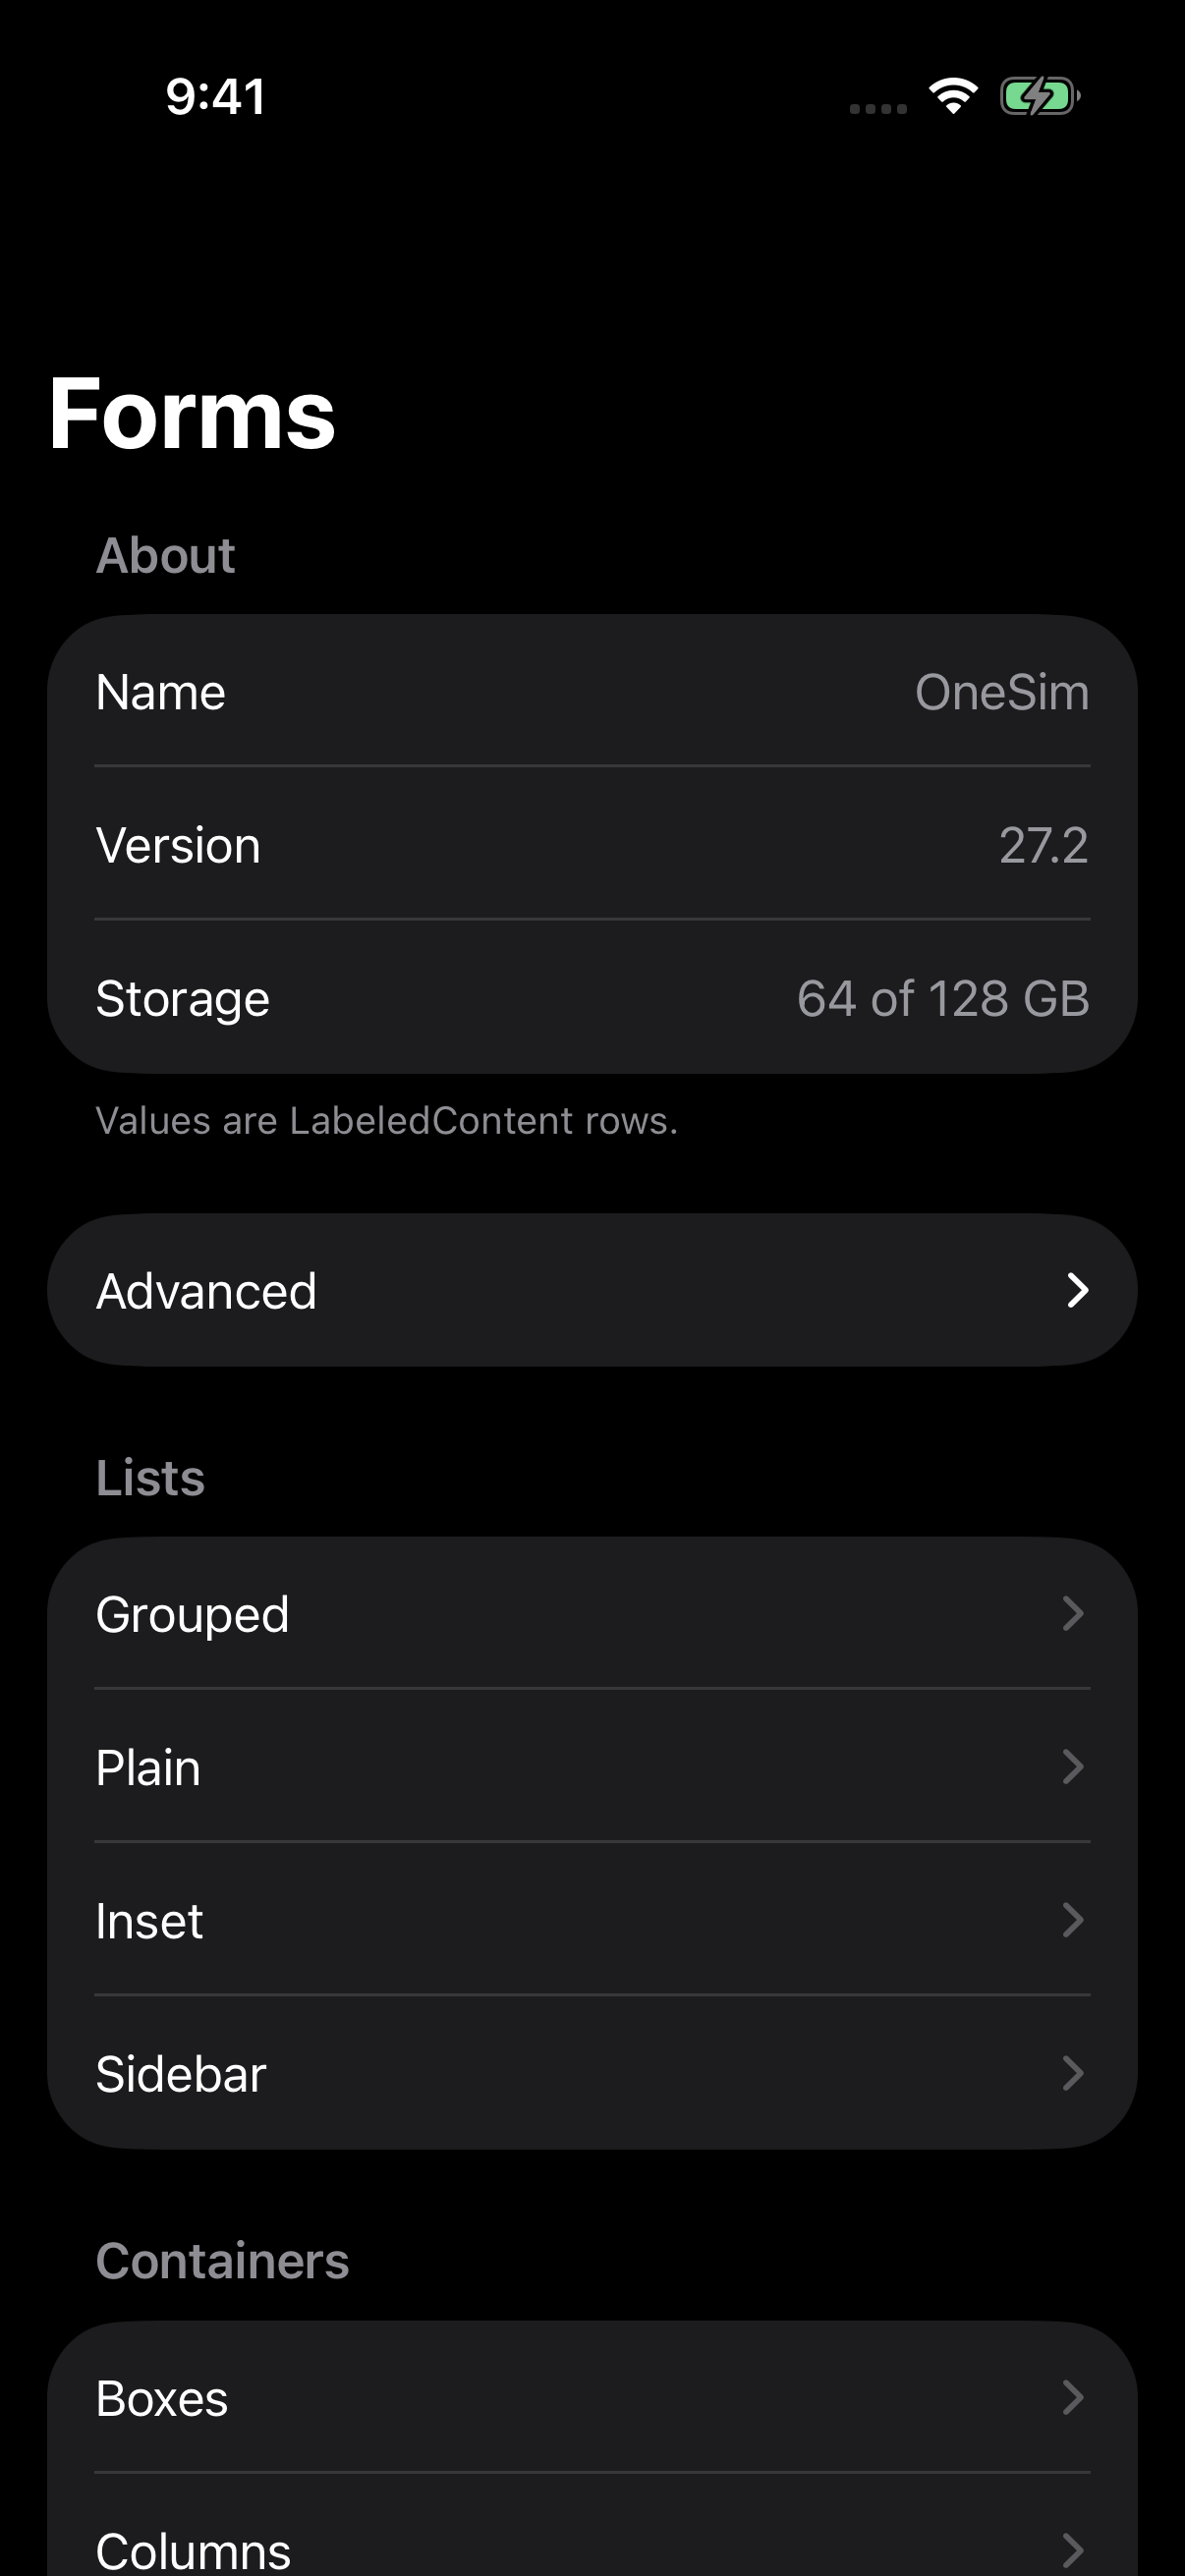 9:41
Forms
About
Name OneSim
Version 27.2
Storage 64 of 128 GB
Values are LabeledContent rows.
Advanced
Lists
Grouped
Plain
Inset
Sidebar
Containers
Boxes
Columns